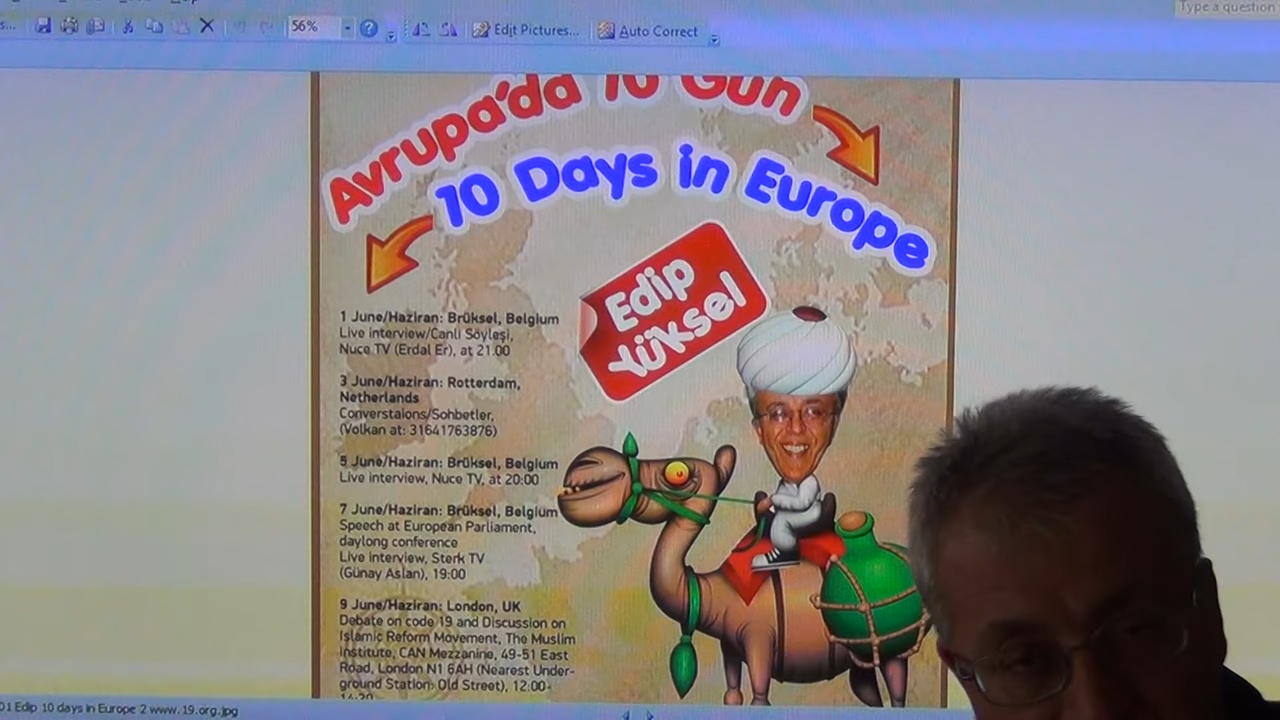 Type a question
56%
Edit Pictures...
Auto Correct
Avrupa'da 10 Gün
10 Days in Europe
Edip
Yüksel
1 June/Haziran: Brüksel, Belgium
Live interview/Canli Söyleşi,
Nuce TV (Erdal Er), at 21.00
3 June/Haziran: Rotterdam,
Netherlands
Converstaions/Sohbetler,
(Volkan at: 31641763876)
5 June/Haziran: Brüksel, Belgium
Live interview, Nuce TV, at 20:00
7 June/Haziran: Brüksel, Belgium
Speech at European Parliament,
daylong conference
Live interview, Sterk TV
(Günay Aslan), 19:00
9 June/Haziran: London, UK
Debate on code 19 and Discussion on
Islamic Reform Movement, The Muslim
Institute, CAN Mezzanine, 49-51 East
Road, London N1 6AH (Nearest Under-
ground Station: Old Street), 12:00-
14:30
01 Edip 10 days in Europe 2 www.19.org.jpg